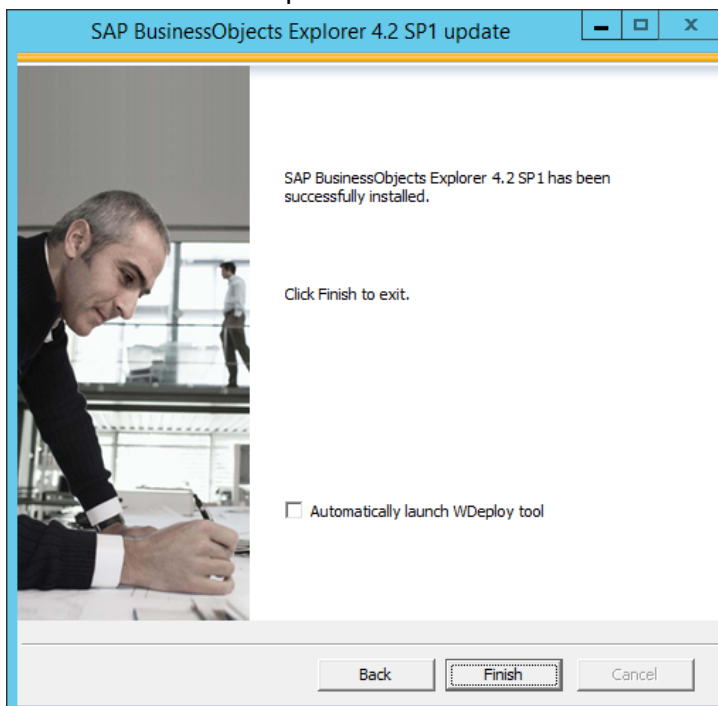 SAP BusinessObjects Explorer 4.2 SP1 update
SAP BusinessObjects Explorer 4.2 SP1 has been
successfully installed.
Click Finish to exit.
Automatically launch WDeploy tool
Back Finish Cancel